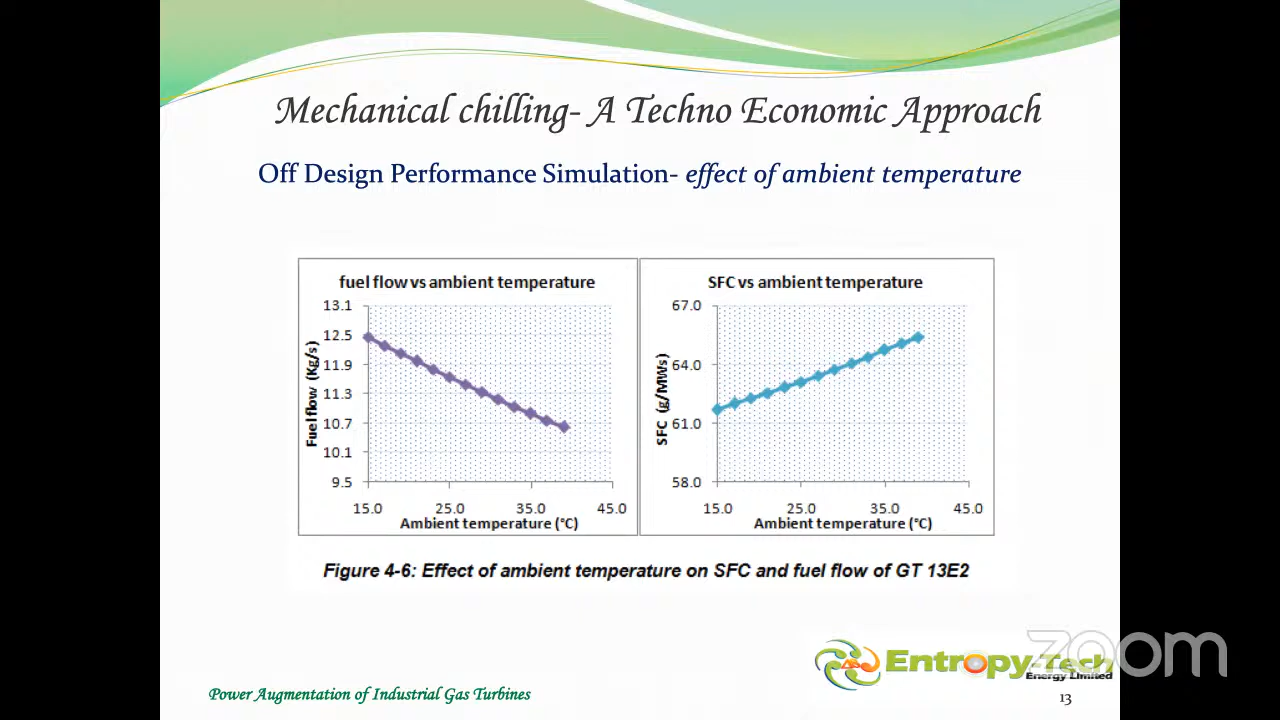 Mechanical chilling- A Techno Economic Approach
Off Design Performance Simulation- effect of ambient temperature
fuel flow vs ambient temperature
13.1
12.5
11.9
11.3
10.7
10.1
9.5
Fuel flow (Kg/s)
15.0 25.0 35.0 45.0
Ambient temperature (°C)
SFC vs ambient temperature
67.0
64.0
61.0
58.0
SFC (g/MWs)
15.0 25.0 35.0 45.0
Ambient temperature (°C)
Figure 4-6: Effect of ambient temperature on SFC and fuel flow of GT 13E2
zoom
Entropy-Tech
Energy Limited
Power Augmentation of Industrial Gas Turbines
13